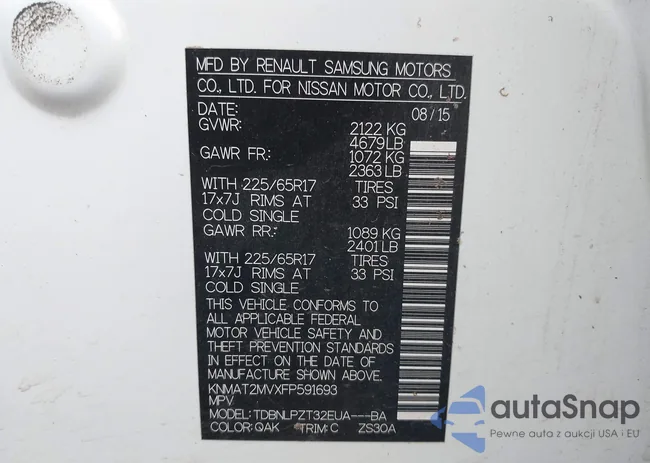 MFD BY RENAULT SAMSUNG MOTORS
CO., LTD. FOR NISSAN MOTOR CO., LTD.
DATE: 08/15
GVWR: 2122 KG
4679LB
GAWR FR: 1072 KG
2363 LB
WITH 225/65R17 TIRES
17x7J RIMS AT 33 PSI
COLD SINGLE
GAWR RR: 1089 KG
2401LB
WITH 225/65R17 TIRES
17x7J RIMS AT 33 PSI
COLD SINGLE
THIS VEHICLE CONFORMS TO
ALL APPLICABLE FEDERAL
MOTOR VEHICLE SAFETY AND
THEFT PREVENTION STANDARDS
IN EFFECT ON THE DATE OF
MANUFACTURE SHOWN ABOVE.
KNMAT2MVXFP591693
MPV
MODEL: TDBNLPZT32EUA---BA
COLOR: QAK TRIM: C ZS30A
autoSnap
Pewne auta z aukcji USA i EU